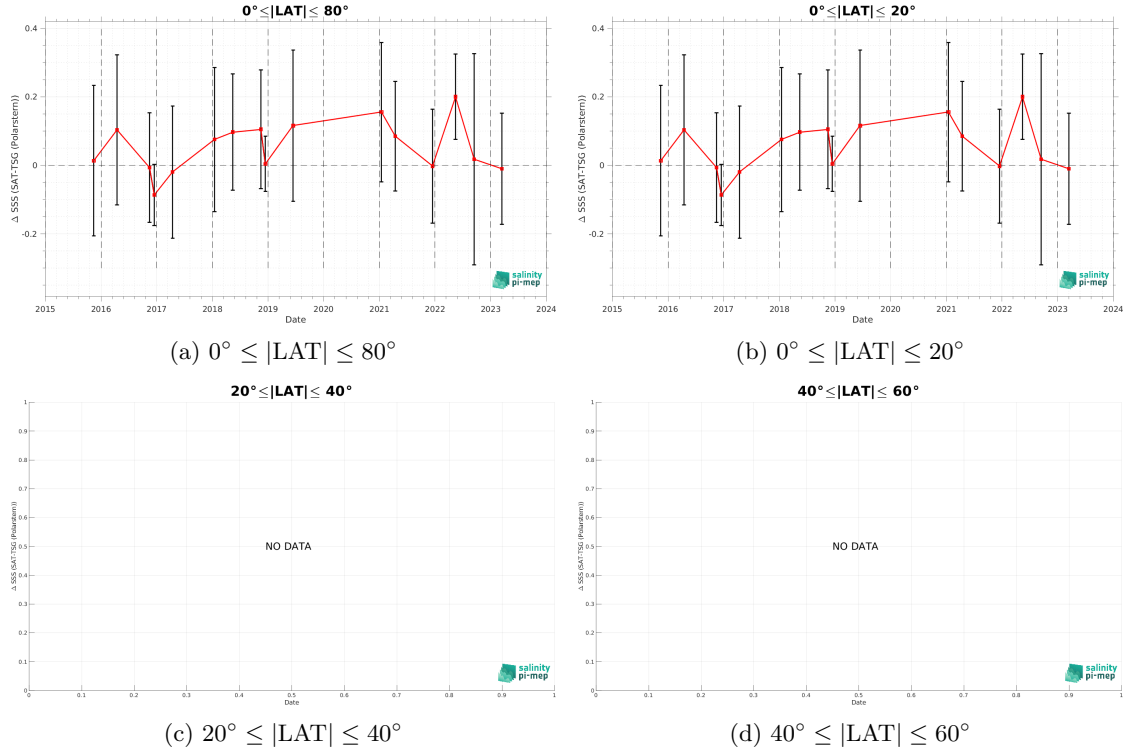 0°≤|LAT|≤ 80°
0.4
0.2
0
-0.2
Δ SSS (SAT-TSG (Polarstern))
salinity
pi-mep
2015 2016 2017 2018 2019 2020 2021 2022 2023 2024
Date
(a) 0° ≤ |LAT| ≤ 80°
0°≤|LAT|≤ 20°
0.4
0.2
0
-0.2
Δ SSS (SAT-TSG (Polarstern))
salinity
pi-mep
2015 2016 2017 2018 2019 2020 2021 2022 2023 2024
Date
(b) 0° ≤ |LAT| ≤ 20°
20°≤|LAT|≤ 40°
1
0.9
0.8
0.7
0.6
0.5
0.4
0.3
0.2
0.1
0
Δ SSS (SAT-TSG (Polarstern))
NO DATA
salinity
pi-mep
0 0.1 0.2 0.3 0.4 0.5 0.6 0.7 0.8 0.9 1
Date
(c) 20° ≤ |LAT| ≤ 40°
40°≤|LAT|≤ 60°
1
0.9
0.8
0.7
0.6
0.5
0.4
0.3
0.2
0.1
0
Δ SSS (SAT-TSG (Polarstern))
NO DATA
salinity
pi-mep
0 0.1 0.2 0.3 0.4 0.5 0.6 0.7 0.8 0.9 1
Date
(d) 40° ≤ |LAT| ≤ 60°